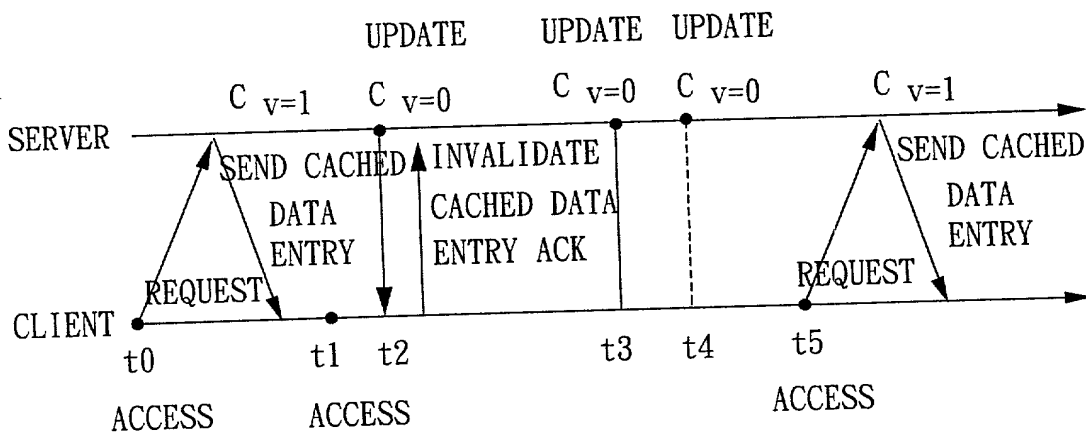 UPDATE UPDATE UPDATE
C v=1 C v=0 C v=0 C v=0 C v=1
SERVER
SEND CACHED INVALIDATE SEND CACHED
DATA CACHED DATA DATA
ENTRY ENTRY ACK ENTRY
REQUEST REQUEST
CLIENT
t0 t1 t2 t3 t4 t5
ACCESS ACCESS ACCESS